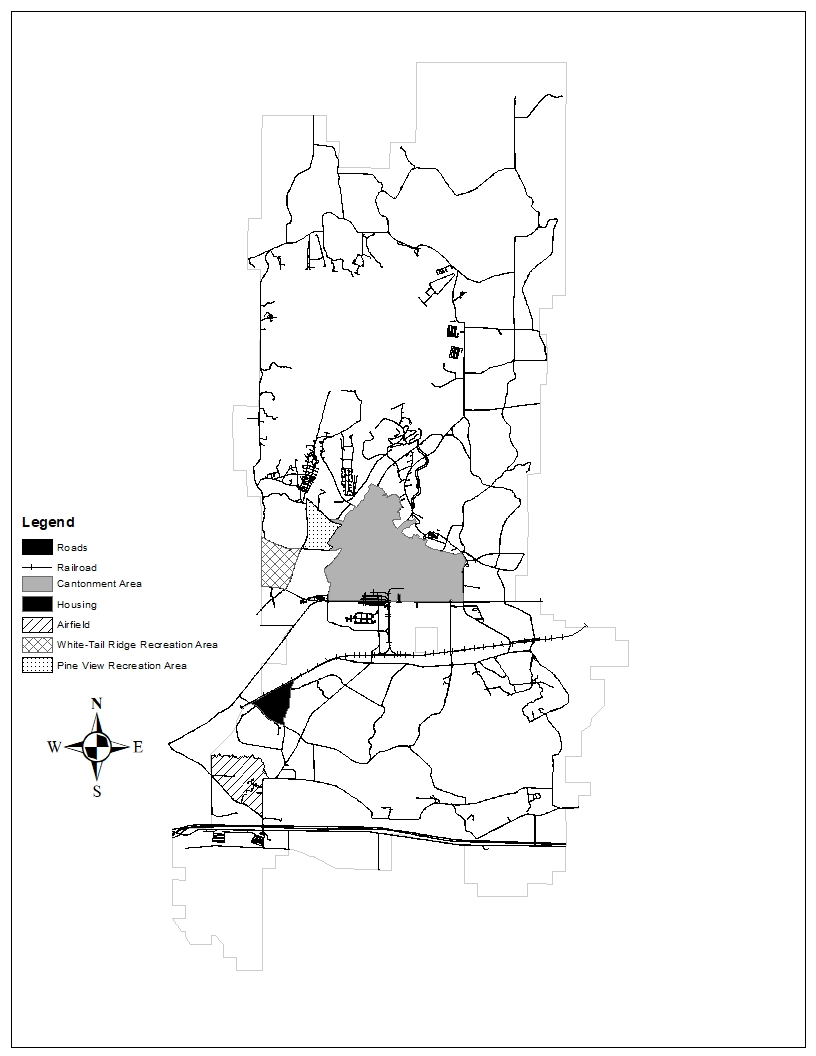 Legend
Roads
Railroad
Cantonment Area
Housing
Airfield
White-Tail Ridge Recreation Area
Pine View Recreation Area
N
W E
S